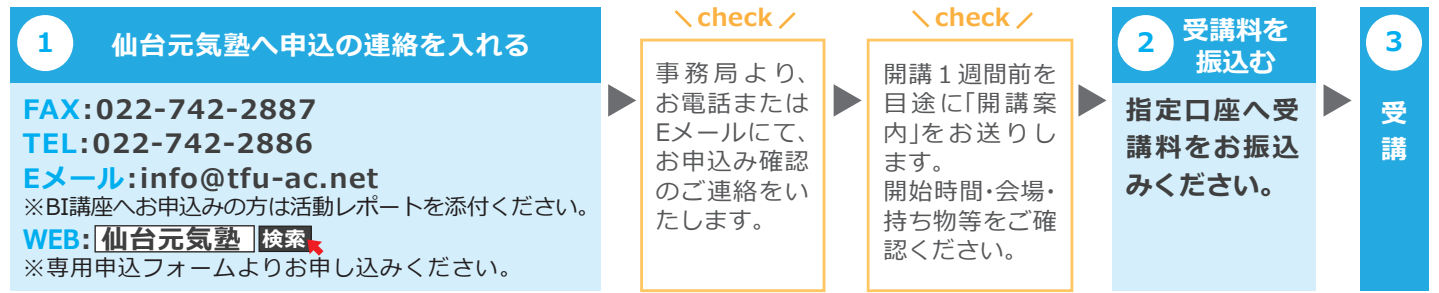 1 仙台元気塾へ申込の連絡を入れる
FAX:022-742-2887
TEL:022-742-2886
Eメール:info@tfu-ac.net
※BI講座へお申込みの方は活動レポートを添付ください。
WEB:仙台元気塾 検索
※専用申込フォームよりお申し込みください。
check
事務局より、
お電話または
Eメールにて、
お申込み確認
のご連絡をい
たします。
check
開講1週間前を
目途に「開講案
内」をお送りし
ます。
開始時間・会場・
持ち物等をご確
認ください。
2 受講料を
振込む
指定口座へ受
講料をお振込
みください。
3
受
講